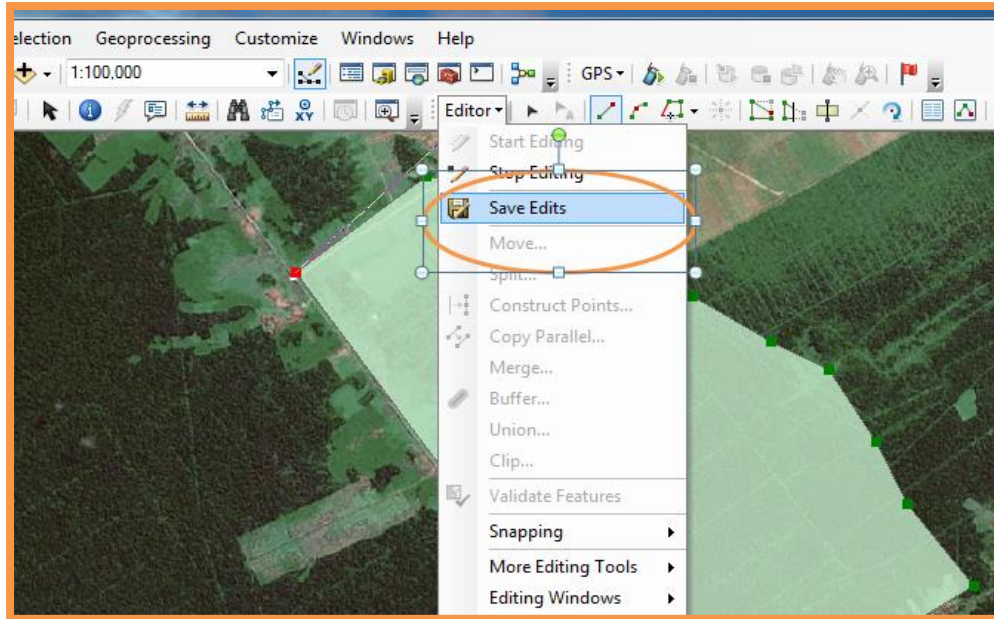 election Geoprocessing Customize Windows Help
1:100,000 GPS
XY Editor
Start Editing
Stop Editing
Save Edits
Move...
Split...
Construct Points...
Copy Parallel...
Merge...
Buffer...
Union...
Clip...
Validate Features
Snapping
More Editing Tools
Editing Windows